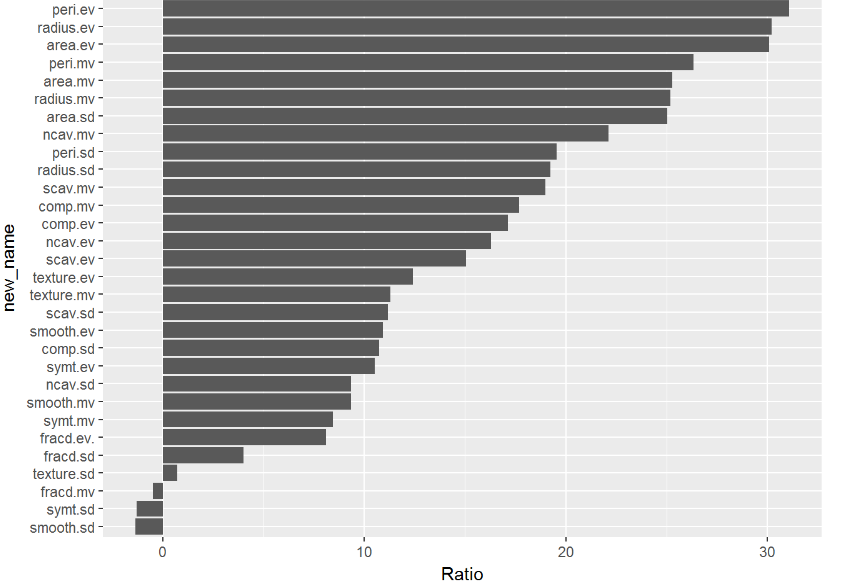 peri.ev
radius.ev
area.ev
peri.mv
area.mv
radius.mv
area.sd
ncav.mv
peri.sd
radius.sd
scav.mv
comp.mv
comp.ev
ncav.ev
scav.ev
texture.ev
texture.mv
scav.sd
smooth.ev
comp.sd
symt.ev
ncav.sd
smooth.mv
symt.mv
fracd.ev.
fracd.sd
texture.sd
fracd.mv
symt.sd
smooth.sd
new_name
0 10 20 30
Ratio